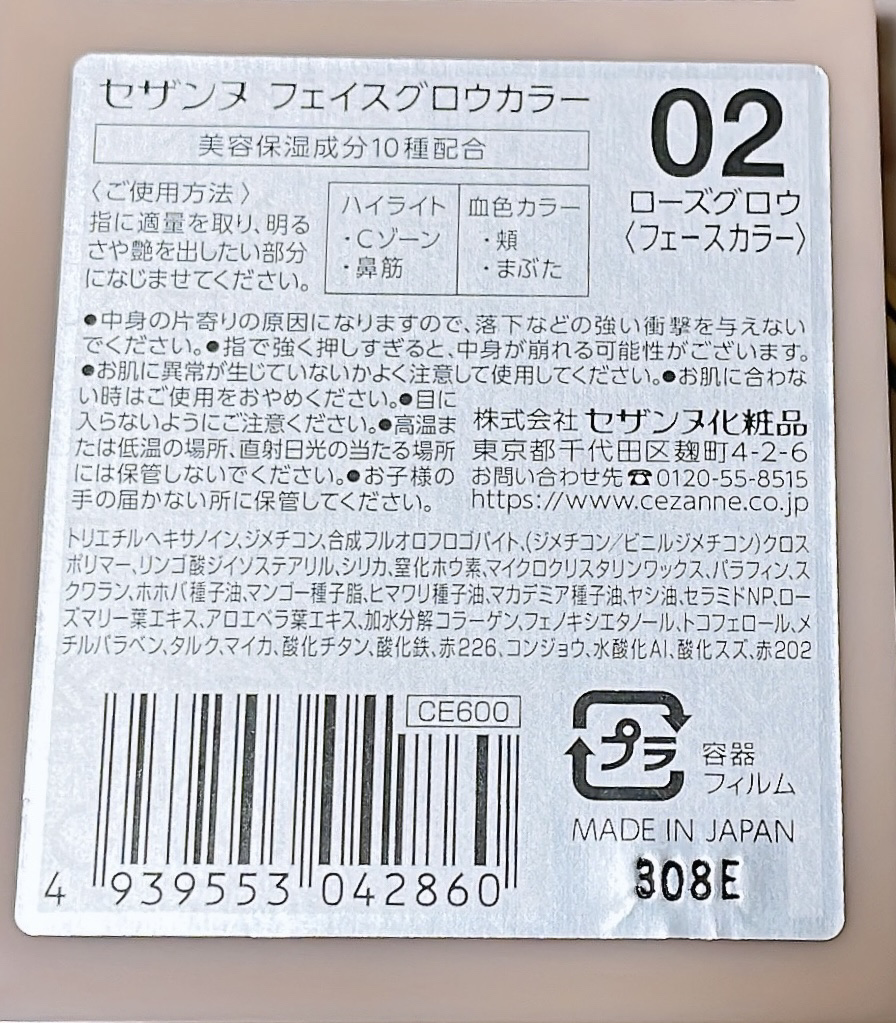 セザンヌ フェイスグロウカラー
美容保湿成分10種配合
02
ローズグロウ
〈フェースカラー〉
〈ご使用方法〉
指に適量を取り、明る
さや艶を出したい部分
になじませてください。
ハイライト
・Cゾーン
・鼻筋
血色カラー
・頬
・まぶた
●中身の片寄りの原因になりますので、落下などの強い衝撃を与えない
でください。●指で強く押しすぎると、中身が崩れる可能性がございます。
●お肌に異常が生じていないかよく注意して使用してください。●お肌に合わな
い時はご使用をおやめください。●目に
入らないようにご注意ください。●高温ま
たは低温の場所、直射日光の当たる場所
には保管しないでください。●お子様の
手の届かない所に保管してください。
株式会社 セザンヌ化粧品
東京都千代田区麹町4-2-6
お問い合わせ先☎0120-55-8515
https://www.cezanne.co.jp
トリエチルヘキサノイン、ジメチコン、合成フルオロフロゴパイト、(ジメチコン/ビニルジメチコン)クロス
ポリマー、リンゴ酸ジイソステアリル、シリカ、窒化ホウ素、マイクロクリスタリンワックス、パラフィン、ス
クワラン、ホホバ種子油、マンゴー種子脂、ヒマワリ種子油、マカデミア種子油、ヤシ油、セラミドNP、ロー
ズマリー葉エキス、アロエベラ葉エキス、加水分解コラーゲン、フェノキシエタノール、トコフェロール、メ
チルパラベン、タルク、マイカ、酸化チタン、酸化鉄、赤226、コンジョウ、水酸化Al、酸化スズ、赤202
CE600
4 939553 042860
プラ
容器
フィルム
MADE IN JAPAN
308E